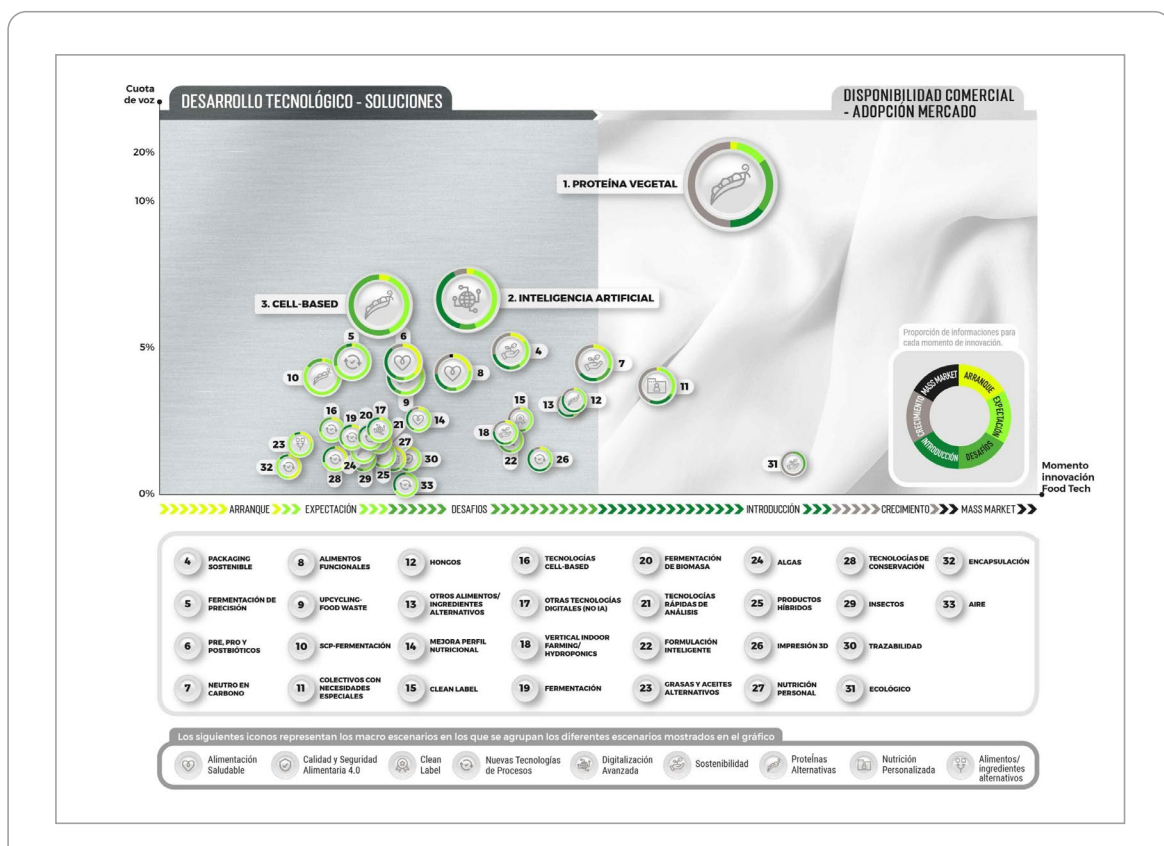 Cuota
de voz
DESARROLLO TECNOLÓGICO - SOLUCIONES
DISPONIBILIDAD COMERCIAL
- ADOPCIÓN MERCADO
20%
10%
5%
0%
1. PROTEÍNA VEGETAL
3. CELL-BASED
2. INTELIGENCIA ARTIFICIAL
5
6
4
7
10
8
11
9
16
19
20
17
21
14
15
13
12
18
22
26
23
32
24
28
29
25
27
30
33
31
Proporción de informaciones para
cada momento de innovación.
MASS MARKET
ARRANQUE
EXPECTACIÓN
DESAFÍOS
INTRODUCCIÓN
CRECIMIENTO
Momento
innovación
Food Tech
ARRANQUE
EXPECTACIÓN
DESAFIOS
INTRODUCCIÓN
CRECIMIENTO
MASS MARKET
4 PACKAGING
SOSTENIBLE
8 ALIMENTOS
FUNCIONALES
12 HONGOS
16 TECNOLOGÍAS
CELL-BASED
20 FERMENTACIÓN
DE BIOMASA
24 ALGAS
28 TECNOLOGÍAS DE
CONSERVACIÓN
32 ENCAPSULACIÓN
5 FERMENTACIÓN DE
PRECISIÓN
9 UPCYCLING-
FOOD WASTE
13 OTROS ALIMENTOS/
INGREDIENTES
ALTERNATIVOS
17 OTRAS TECNOLOGÍAS
DIGITALES (NO IA)
21 TECNOLOGÍAS
RÁPIDAS DE
ANÁLISIS
25 PRODUCTOS
HÍBRIDOS
29 INSECTOS
33 AIRE
6 PRE, PRO Y
POSTBIÓTICOS
10 SCP-FERMENTACIÓN
14 MEJORA PERFIL
NUTRICIONAL
18 VERTICAL INDOOR
FARMING/
HYDROPONICS
22 FORMULACIÓN
INTELIGENTE
26 IMPRESIÓN 3D
30 TRAZABILIDAD
7 NEUTRO EN
CARBONO
11 COLECTIVOS CON
NECESIDADES
ESPECIALES
15 CLEAN LABEL
19 FERMENTACIÓN
23 GRASAS Y ACEITES
ALTERNATIVOS
27 NUTRICIÓN
PERSONAL
31 ECOLÓGICO
Los siguientes iconos representan los macro escenarios en los que se agrupan los diferentes escenarios mostrados en el gráfico
Alimentación
Saludable
Calidad y Seguridad
Alimentaria 4.0
Clean
Label
Nuevas Tecnologías
de Procesos
Digitalización
Avanzada
Sostenibilidad
Proteínas
Alternativas
Nutrición
Personalizada
Alimentos/
ingredientes
alternativos